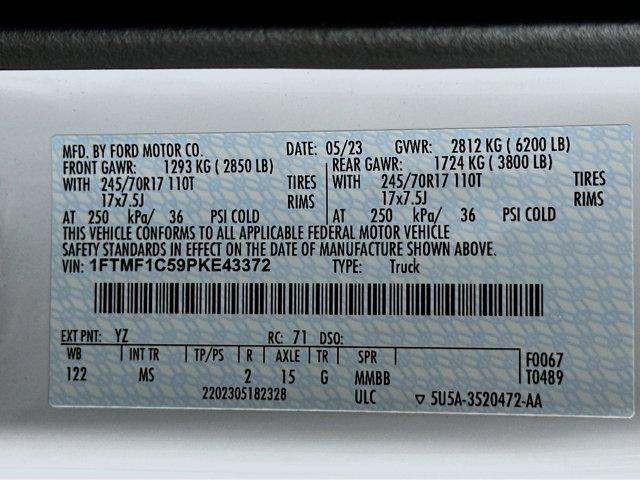 MFD. BY FORD MOTOR CO. DATE: 05/23 GVWR: 2812 KG ( 6200 LB)
FRONT GAWR: 1293 KG ( 2850 LB) REAR GAWR: 1724 KG ( 3800 LB)
WITH 245/70R17 110T TIRES WITH 245/70R17 110T TIRES
17x7.5J RIMS 17x7.5J RIMS
AT 250 kPa/ 36 PSI COLD AT 250 kPa/ 36 PSI COLD
THIS VEHICLE CONFORMS TO ALL APPLICABLE FEDERAL MOTOR VEHICLE
SAFETY STANDARDS IN EFFECT ON THE DATE OF MANUFACTURE SHOWN ABOVE.
VIN: 1FTMF1C59PKE43372 TYPE: Truck
EXT PNT: YZ RC: 71 DSO:
WB INT TR TP/PS R AXLE TR SPR F0067
122 MS 2 15 G MMBB T0489
2202305182328 ULC ▽ 5U5A-3520472-AA